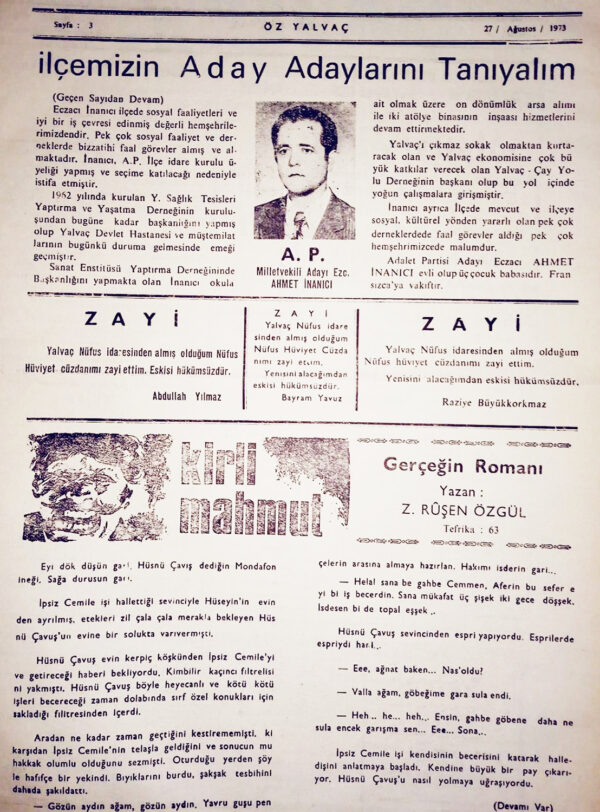 Sayfa : 3
ÖZ YALVAÇ
27 / Ağustos / 1973
ilçemizin Aday Adaylarını Tanıyalım
(Geçen Sayıdan Devam)
Eczacı İnanıcı ilçede sosyal faaliyetleri ve
iyi bir iş çevresi edinmiş değerli hemşehrile-
rimizdendir. Pek çok sosyal faaliyet ve der-
neklerde bizzatihi faal görevler almış ve al-
maktadır. İnanıcı, A.P. İlçe idare kurulu ü-
yeliği yapmış ve seçime katılacağı nedeniyle
istifa etmiştir.
1962 yılında kurulan Y. Sağlık Tesisleri
Yaptırma ve Yaşatma Derneğinin kurulu-
şundan bugüne kadar başkanlığını yapmış
olup Yalvaç Devlet Hastanesi ve müştemilat
larının bugünkü duruma gelmesinde emeği
geçmiştir.
Sanat Enstitüsü Yaptırma Derneğininde
Başkanlığını yapmakta olan İnanıcı okula
A. P.
Milletvekili Adayı Ecz.
AHMET İNANICI
ait olmak üzere on dönümlük arsa alımı
ile iki atölye binasının inşaası hizmetlerini
devam ettirmektedir.
Yalvaç'ı çıkmaz sokak olmaktan kurta-
racak olan ve Yalvaç ekonomisine çok bü
yük katkılar verecek olan Yalvaç - Çay Yo-
lu Derneğinin başkanı olup bu yol içinde
yoğun çalışmalara girişmiştir.
İnanıcı ayrıca İlçede mevcut ve ilçeye
sosyal, kültürel yönden yararlı olan pek çok
derneklerdede faal görevler aldığı pek çok
hemşehrimizcede malumdur.
Adalet Partisi Adayı Eczacı AHMET
İNANICI evli olup üç çocuk babasıdır. Fran
sızca'ya vakıftır.
ZAYİ
Yalvaç Nüfus idaresinden almış olduğum Nüfus
Hüviyet cüzdanımı zayi ettim. Eskisi hükümsüzdür.
Abdullah Yılmaz
ZAYİ
Yalvaç Nüfus idare
sinden almış olduğum
Nüfus Hüviyet Cüzda
nımı zayi ettim.
Yenisini alacağımdan
eskisi hükümsüzdür.
Bayram Yavuz
ZAYİ
Yalvaç Nüfus idaresinden almış olduğum
Nüfus hüviyet cüzdanımı zayi ettim.
Yenisini alacağımdan eskisi hükümsüzdür.
Raziye Büyükkorkmaz
kirli
mahmut
Gerçeğin Romanı
Yazan :
Z. RÛŞEN ÖZGÜL
Tefrika : 63
Eyi dök düşün gari, Hüsnü Çavış dediğin Mondafon
ineği. Sağa durusun gari.
İpsiz Cemile işi hallettiği sevinciyle Hüseyin'in evin
den ayrılmış, etekleri zil çala çala merakla bekleyen Hüs
nü Çavuş'un evine bir solukta varıvermişti.
Hüsnü Çavuş evin kerpiç köşkünden İpsiz Cemile'yi
ve getireceği haberi bekliyordu. Kimbilir kaçıncı filtrelisi
ni yakmıştı. Hüsnü Çavuş böyle heyecanlı ve kötü kötü
işleri becereceği zaman dolabında sırf özel konukları için
sakladığı filitresinden içerdi.
Aradan ne kadar zaman geçtiğini kestirememişti, ki
karşıdan İpsiz Cemile'nin telaşla geldiğini ve sonucun mu
hakkak olumlu olduğunu sezmişti. Oturduğu yerden şöy
le hafifçe bir yekindi. Bıyıklarını burdu, şakşak tesbihini
dahada şakıldattı.
— Gözün aydın ağam, gözün aydın. Yavru guşu pen
çelerin arasına almaya hazırlan. Hakımı isderin gari...
— Helal sana be gahbe Cemmen. Aferin bu sefer e
yi bi iş becerdin. Sana mükafat üç şişek iki gece döşşek.
İsdesen bi de topal eşşek..
Hüsnü Çavuş sevincinden espri yapıyordu. Esprilerde
espriydi hari..
— Eee, ağnat baken... Nas'oldu?
— Valla ağam, göbeğime gara sula endi.
— Heh.. he... heh.. Ensin, gahbe göbene daha ne
sula encek garışma sen... Eee... Sona..
İpsiz Cemile işi kendisinin becerisini katarak halle-
dişini anlatmaya başladı. Kendine büyük bir pay çıkarı-
yor. Hüsnü Çavuş'u nasıl yolmaya uğraşıyordu.
(Devamı Var)